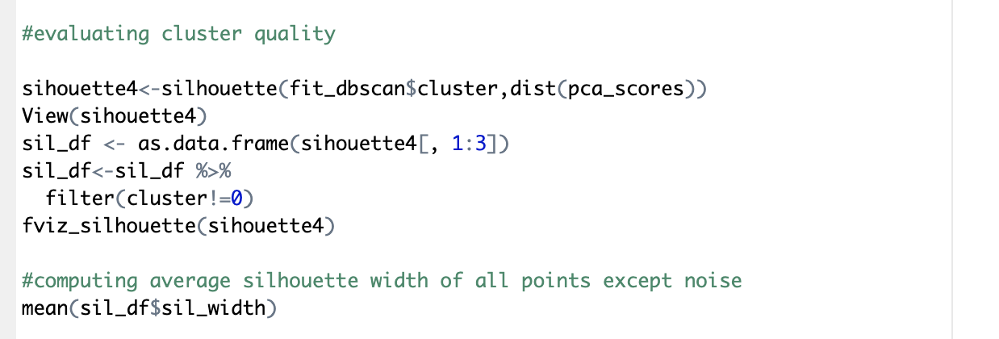 #evaluating cluster quality
sihouette4<-silhouette(fit_dbscan$cluster,dist(pca_scores))
View(sihouette4)
sil_df <- as.data.frame(sihouette4[, 1:3])
sil_df<-sil_df %>%
  filter(cluster!=0)
fviz_silhouette(sihouette4)
#computing average silhouette width of all points except noise
mean(sil_df$sil_width)